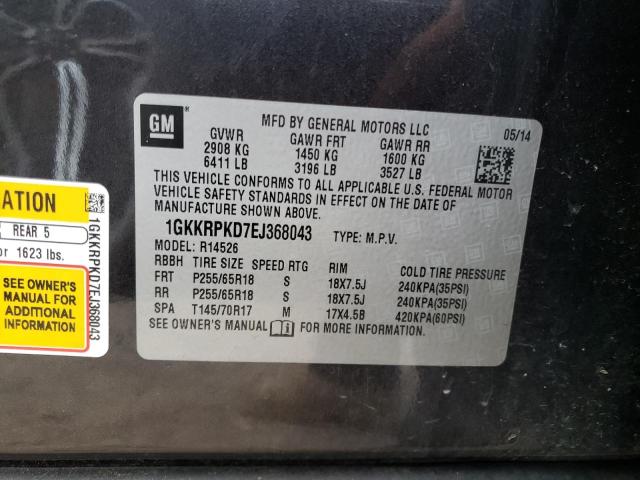 GM ®
MFD BY GENERAL MOTORS LLC 05/14
GVWR GAWR FRT GAWR RR
2908 KG 1450 KG 1600 KG
6411 LB 3196 LB 3527 LB
THIS VEHICLE CONFORMS TO ALL APPLICABLE U.S. FEDERAL MOTOR
VEHICLE SAFETY STANDARDS IN EFFECT ON THE DATE OF
MANUFACTURE SHOWN ABOVE.
1GKKRPKD7EJ368043 TYPE: M.P.V.
MODEL: R14526
RBBH TIRE SIZE SPEED RTG RIM COLD TIRE PRESSURE
FRT P255/65R18 S 18X7.5J 240KPA(35PSI)
RR P255/65R18 S 18X7.5J 240KPA(35PSI)
SPA T145/70R17 M 17X4.5B 420KPA(60PSI)
SEE OWNER'S MANUAL i FOR MORE INFORMATION.
ATION
REAR 5
or 1623 lbs.
SEE OWNER'S
MANUAL FOR
ADDITIONAL
INFORMATION
1GKKRPKD7EJ368043